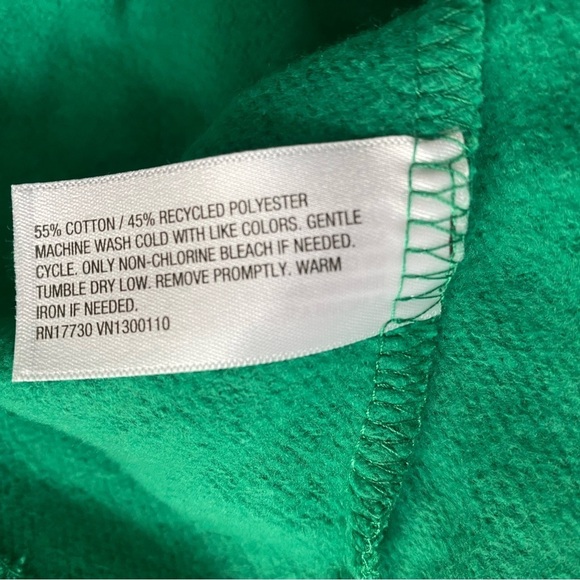 55% COTTON / 45% RECYCLED POLYESTER
MACHINE WASH COLD WITH LIKE COLORS. GENTLE
CYCLE. ONLY NON-CHLORINE BLEACH IF NEEDED.
TUMBLE DRY LOW. REMOVE PROMPTLY. WARM
IRON IF NEEDED.
RN17730 VN1300110